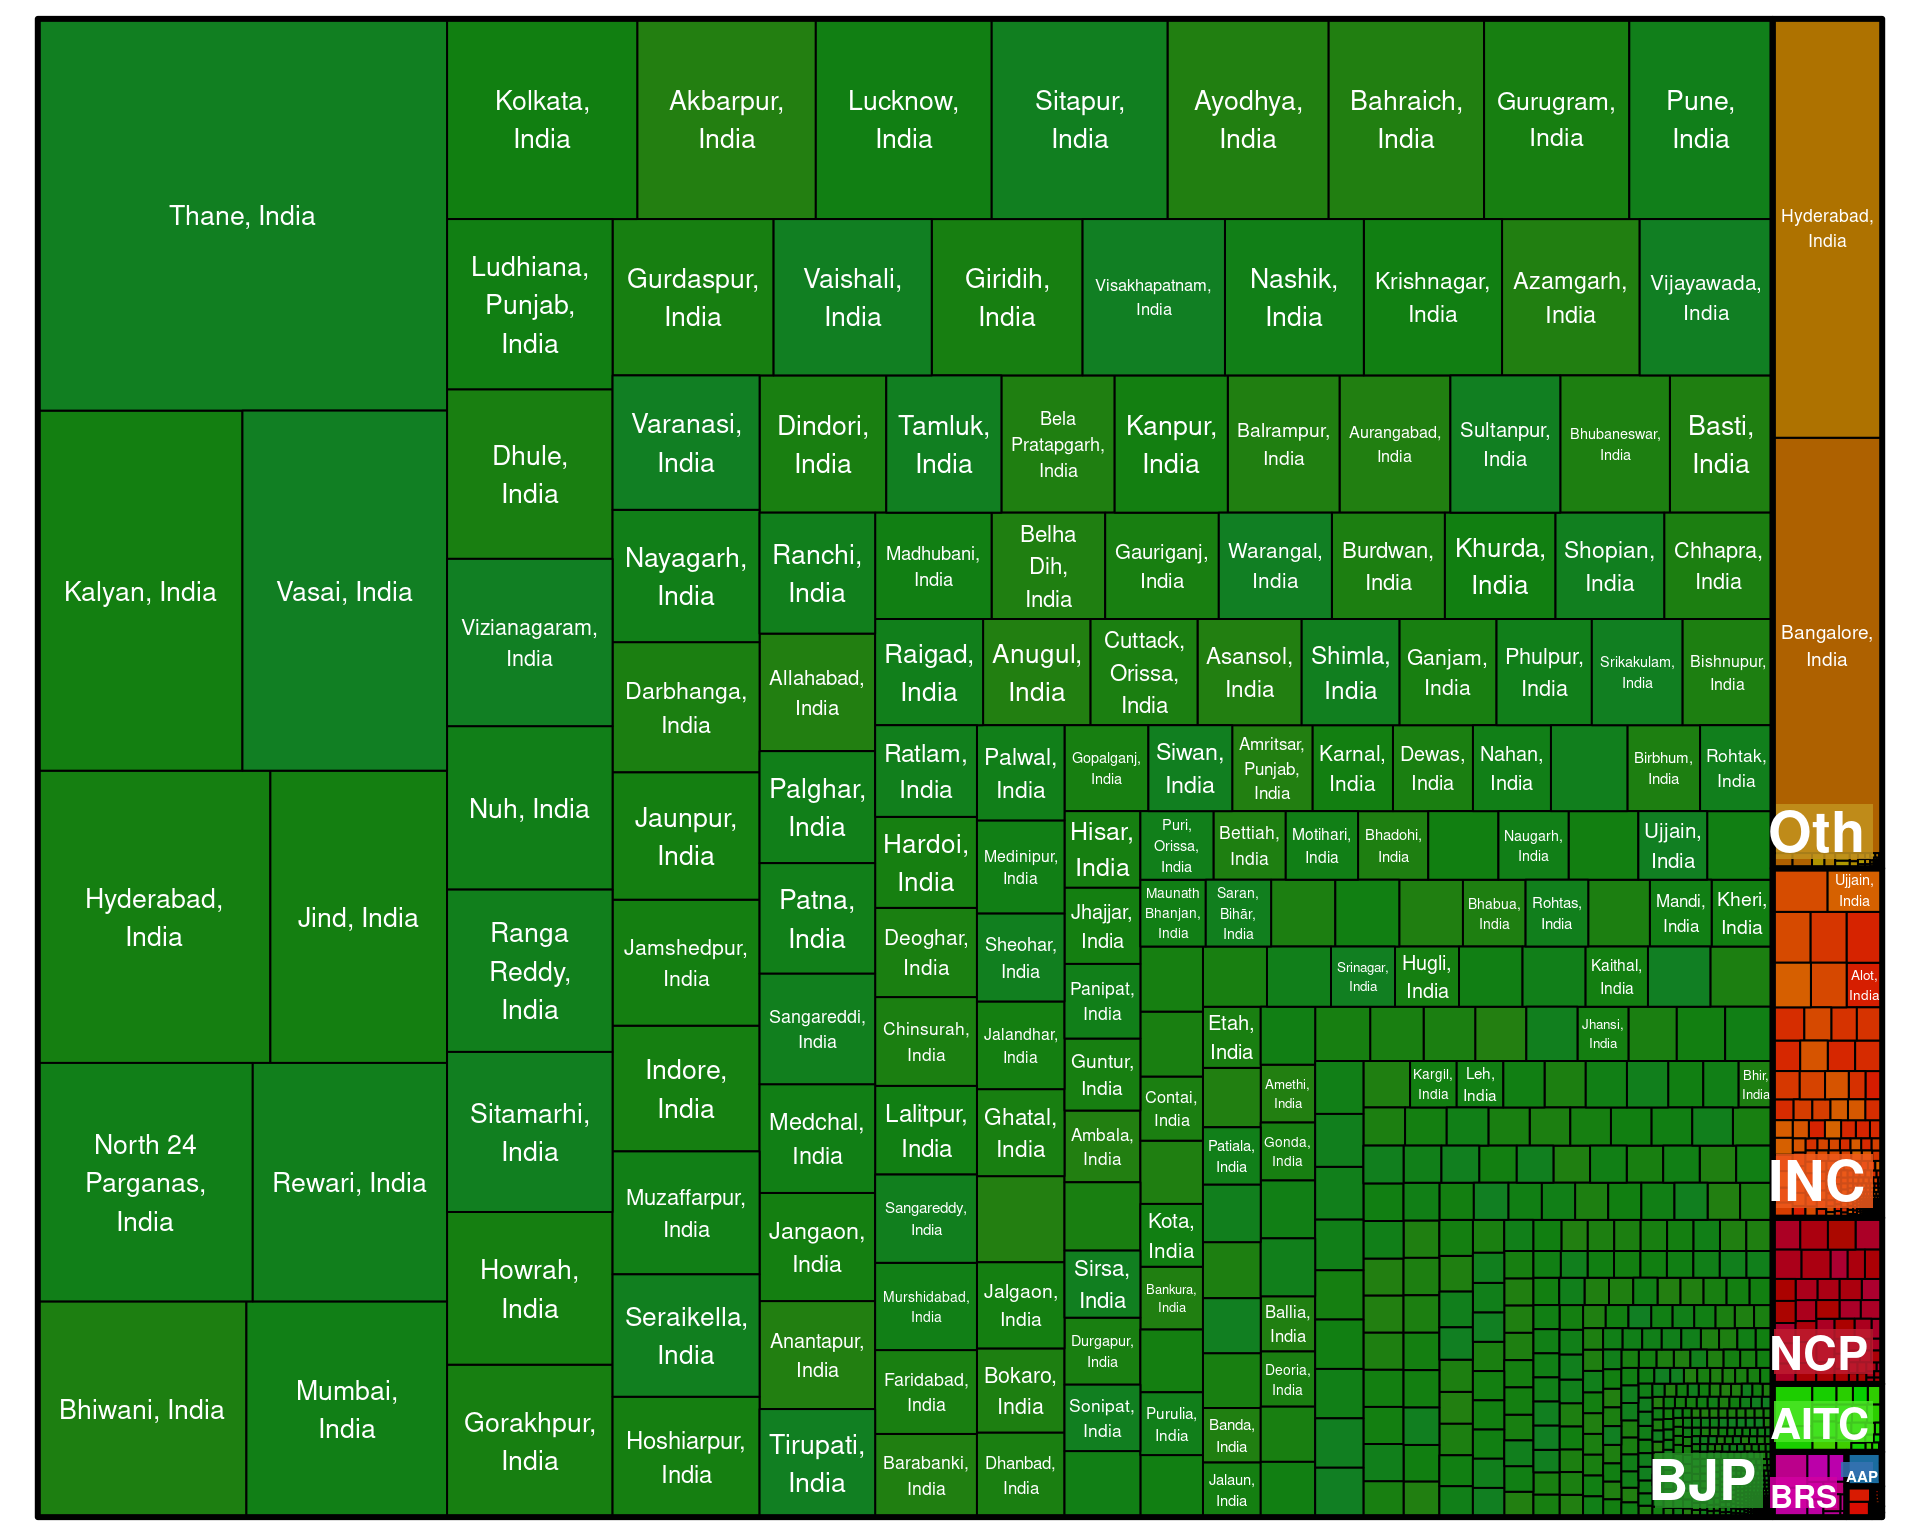 Thane, India
Kalyan, India
Vasai, India
Hyderabad,
India
Jind, India
North 24
Parganas,
India
Rewari, India
Bhiwani, India
Mumbai,
India
Kolkata,
India
Akbarpur,
India
Lucknow,
India
Sitapur,
India
Ayodhya,
India
Bahraich,
India
Gurugram,
India
Pune,
India
Ludhiana,
Punjab,
India
Dhule,
India
Vizianagaram,
India
Nuh, India
Ranga
Reddy,
India
Sitamarhi,
India
Howrah,
India
Gorakhpur,
India
Gurdaspur,
India
Vaishali,
India
Giridih,
India
Visakhapatnam,
India
Nashik,
India
Krishnagar,
India
Azamgarh,
India
Vijayawada,
India
Varanasi,
India
Nayagarh,
India
Darbhanga,
India
Jaunpur,
India
Jamshedpur,
India
Indore,
India
Muzaffarpur,
India
Seraikella,
India
Hoshiarpur,
India
Dindori,
India
Tamluk,
India
Bela
Pratapgarh,
India
Kanpur,
India
Balrampur,
India
Aurangabad,
India
Sultanpur,
India
Bhubaneswar,
India
Basti,
India
Ranchi,
India
Allahabad,
India
Palghar,
India
Patna,
India
Sangareddi,
India
Medchal,
India
Jangaon,
India
Anantapur,
India
Tirupati,
India
Madhubani,
India
Belha
Dih,
India
Gauriganj,
India
Warangal,
India
Burdwan,
India
Khurda,
India
Shopian,
India
Chhapra,
India
Raigad,
India
Anugul,
India
Cuttack,
Orissa,
India
Asansol,
India
Shimla,
India
Ganjam,
India
Phulpur,
India
Srikakulam,
India
Bishnupur,
India
Ratlam,
India
Hardoi,
India
Deoghar,
India
Chinsurah,
India
Lalitpur,
India
Sangareddy,
India
Murshidabad,
India
Faridabad,
India
Barabanki,
India
Palwal,
India
Medinipur,
India
Sheohar,
India
Jalandhar,
India
Ghatal,
India
Jalgaon,
India
Bokaro,
India
Dhanbad,
India
Gopalganj,
India
Siwan,
India
Amritsar,
Punjab,
India
Karnal,
India
Dewas,
India
Nahan,
India
Birbhum,
India
Rohtak,
India
Hisar,
India
Jhajjar,
India
Panipat,
India
Guntur,
India
Ambala,
India
Sirsa,
India
Durgapur,
India
Sonipat,
India
Puri,
Orissa,
India
Bettiah,
India
Motihari,
India
Bhadohi,
India
Naugarh,
India
Ujjain,
India
Maunath
Bhanjan,
India
Saran,
Bihār,
India
Bhabua,
India
Rohtas,
India
Mandi,
India
Kheri,
India
Srinagar,
India
Hugli,
India
Kaithal,
India
Contai,
India
Kota,
India
Bankura,
India
Purulia,
India
Etah,
India
Patiala,
India
Banda,
India
Jalaun,
India
Amethi,
India
Gonda,
India
Ballia,
India
Deoria,
India
Jhansi,
India
Kargil,
India
Leh,
India
Bhir,
India
BJP
Hyderabad,
India
Bangalore,
India
Oth
Ujjain,
India
Alot,
India
INC
NCP
AITC
BRS
AAP